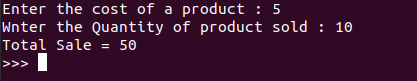 Enter the cost of a product : 5
Wnter the Quantity of product sold : 10
Total Sale = 50
>>>